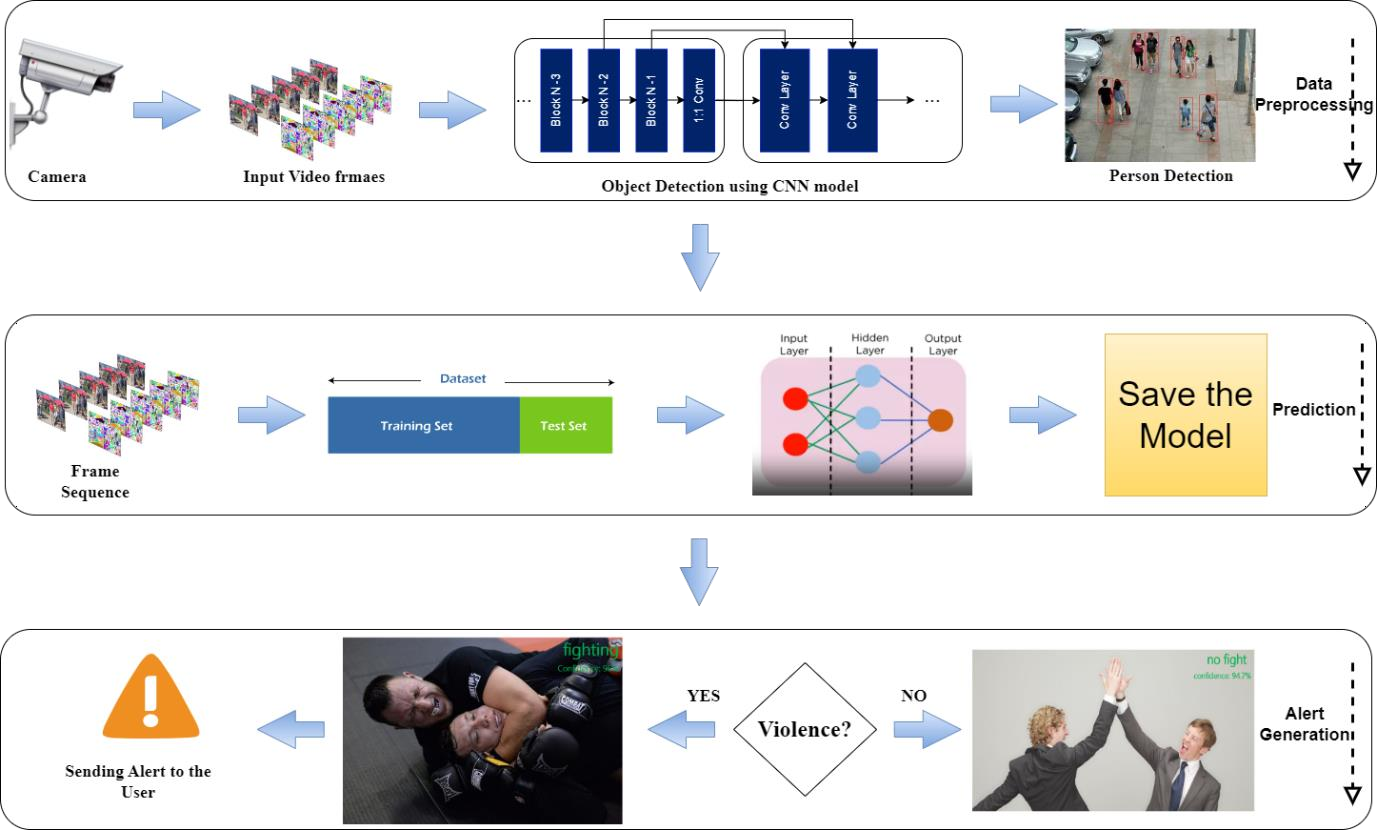 Block N -3
Block N -2
Block N -1
1:1 Conv
Conv Layer
Conv Layer
...
...
Data
Preprocessing
Camera
Input Video frmaes
Object Detection using CNN model
Person Detection
Frame
Sequence
Dataset
Training Set
Test Set
Input
Layer
Hidden
Layer
Output
Layer
Save the
Model
Prediction
Sending Alert to the
User
fighting
YES
Violence?
NO
no fight
confidence: 94.7%
Alert
Generation